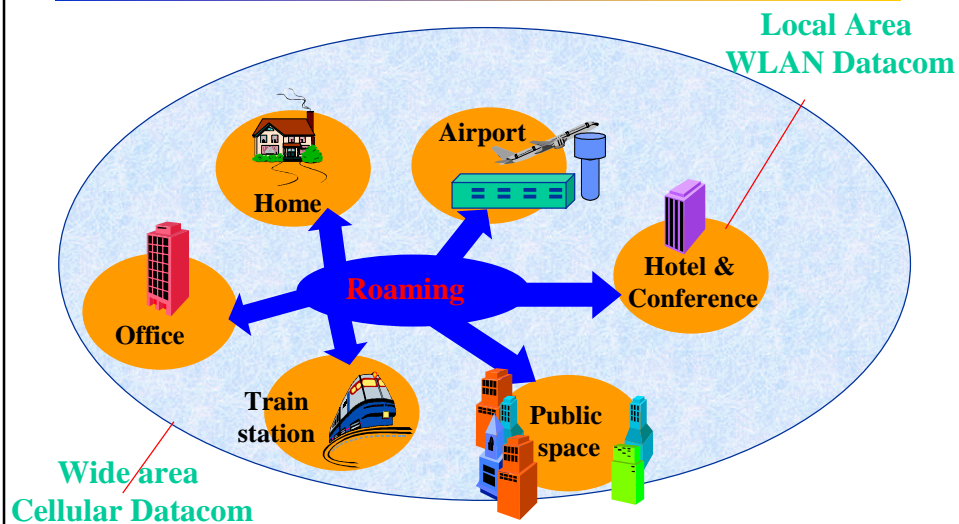 Local Area
WLAN Datacom
Airport
Home
Hotel &
Conference
Roaming
Office
Train
station
Public
space
Wide area
Cellular Datacom